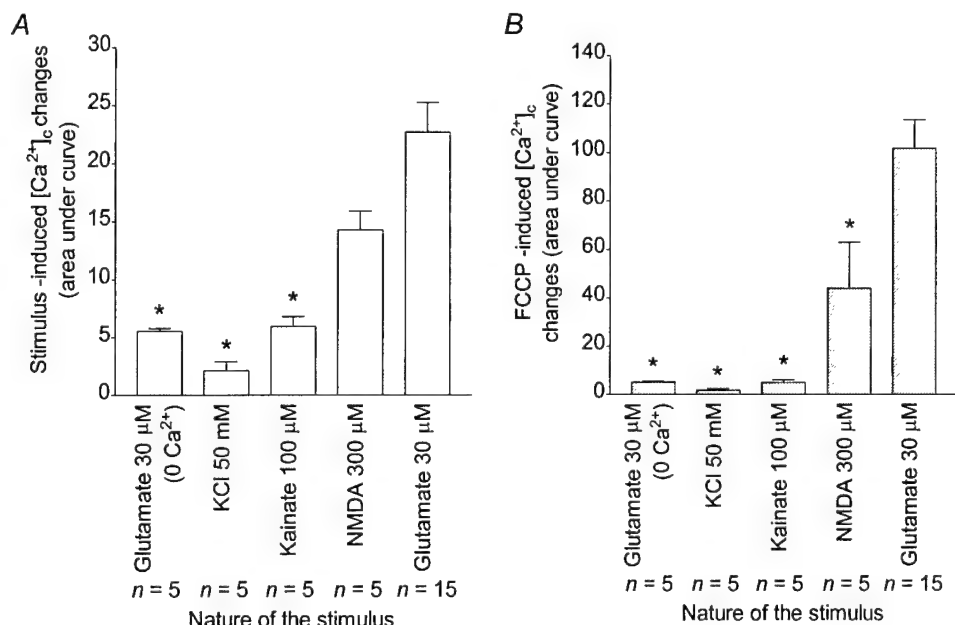 A
Stimulus -induced [Ca²⁺]c changes
(area under curve)
30
25
20
15
10
5
0
*
*
*
Glutamate 30 µM
(0 Ca²⁺)
KCl 50 mM
Kainate 100 µM
NMDA 300 µM
Glutamate 30 µM
n = 5 n = 5 n = 5 n = 5 n = 15
Nature of the stimulus
B
FCCP -induced [Ca²⁺]c
changes (area under curve)
140
120
100
80
60
40
20
0
*
*
*
*
Glutamate 30 µM
(0 Ca²⁺)
KCl 50 mM
Kainate 100 µM
NMDA 300 µM
Glutamate 30 µM
n = 5 n = 5 n = 5 n = 5 n = 15
Nature of the stimulus